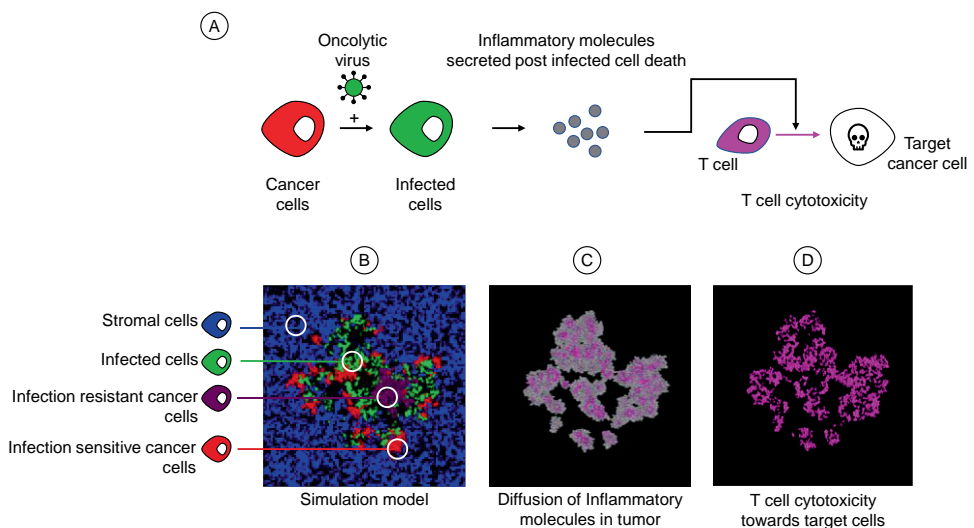 A
Oncolytic
virus
+
Inflammatory molecules
secreted post infected cell death
Cancer
cells
Infected
cells
T cell
Target
cancer cell
T cell cytotoxicity
B
C
D
Stromal cells
Infected cells
Infection resistant cancer
cells
Infection sensitive cancer
cells
Simulation model
Diffusion of Inflammatory
molecules in tumor
T cell cytotoxicity
towards target cells